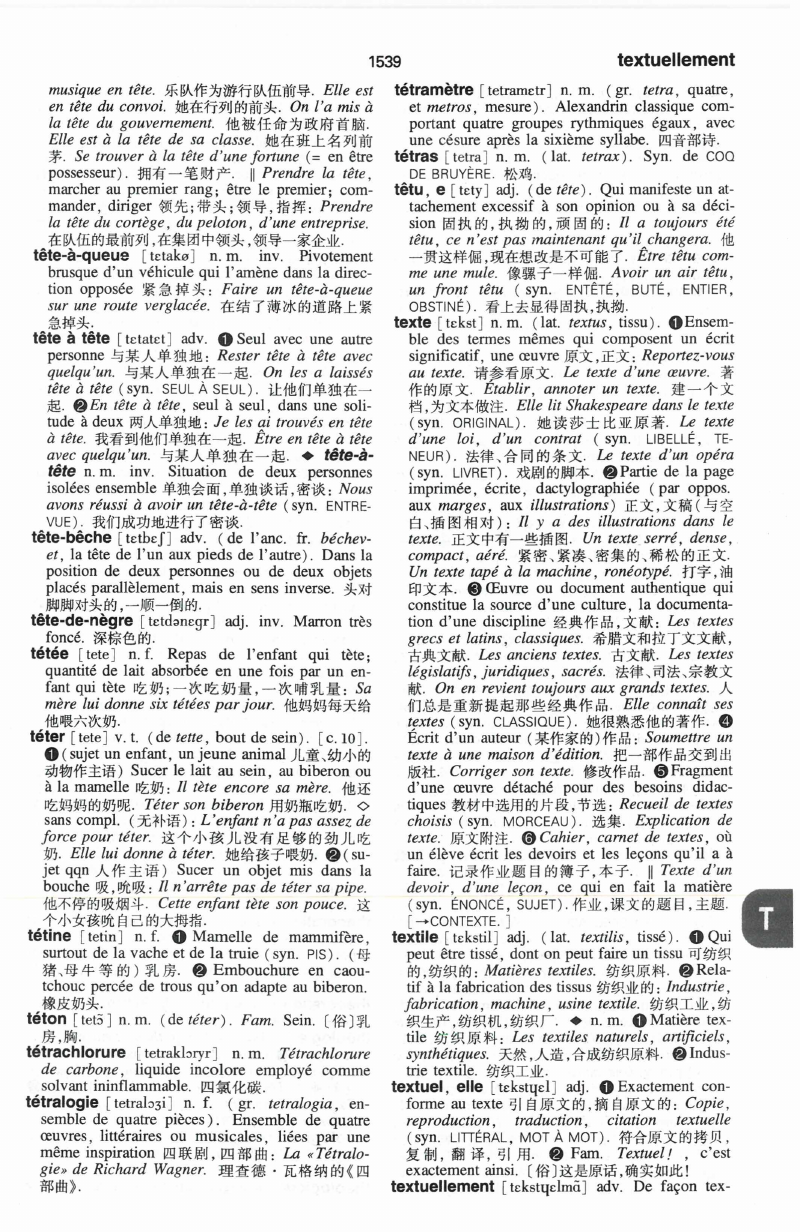 1539
textuellement
musique en tête. 乐队作为游行队伍前导. Elle est
en tête du convoi. 她在行列的前头. On l'a mis à
la tête du gouvernement. 他被任命为政府首脑.
Elle est à la tête de sa classe. 她在班上名列前
茅. Se trouver à la tête d'une fortune (= en être
possesseur). 拥有一笔财产. ‖ Prendre la tête,
marcher au premier rang; être le premier; com-
mander, diriger 领先;带头;领导,指挥: Prendre
la tête du cortège, du peloton, d'une entreprise.
在队伍的最前列,在集团中领头,领导一家企业.
tête-à-queue [tɛtakø] n. m. inv. Pivotement
brusque d'un véhicule qui l'amène dans la direc-
tion opposée 紧急掉头: Faire un tête-à-queue
sur une route verglacée. 在结了薄冰的道路上紧
急掉头.
tête à tête [tɛtatɛt] adv. ❶ Seul avec une autre
personne 与某人单独地: Rester tête à tête avec
quelqu'un. 与某人单独在一起. On les a laissés
tête à tête (syn. SEUL À SEUL). 让他们单独在一
起. ❷ En tête à tête, seul à seul, dans une soli-
tude à deux 两人单独地: Je les ai trouvés en tête
à tête. 我看到他们单独在一起. Être en tête à tête
avec quelqu'un. 与某人单独在一起. ◆ tête-à-
tête n. m. inv. Situation de deux personnes
isolées ensemble 单独会面,单独谈话,密谈: Nous
avons réussi à avoir un tête-à-tête (syn. ENTRE-
VUE). 我们成功地进行了密谈.
tête-bêche [tɛtbɛʃ] adv. (de l'anc. fr. béchev-
et, la tête de l'un aux pieds de l'autre). Dans la
position de deux personnes ou de deux objets
placés parallèlement, mais en sens inverse. 头对
脚脚对头的,一顺一倒的.
tête-de-nègre [tɛtdənɛgr] adj. inv. Marron très
foncé. 深棕色的.
tétée [tete] n. f. Repas de l'enfant qui tète;
quantité de lait absorbée en une fois par un en-
fant qui tète 吃奶;一次吃奶量,一次哺乳量: Sa
mère lui donne six tétées par jour. 他妈妈每天给
他喂六次奶.
téter [tete] v. t. (de tette, bout de sein). [c. 10].
❶ (sujet un enfant, un jeune animal 儿童、幼小的
动物作主语) Sucer le lait au sein, au biberon ou
à la mamelle 吃奶: Il tète encore sa mère. 他还
吃妈妈的奶呢. Téter son biberon 用奶瓶吃奶. ◇
sans compl. (无补语): L'enfant n'a pas assez de
force pour téter. 这个小孩儿没有足够的劲儿吃
奶. Elle lui donne à téter. 她给孩子喂奶. ❷ (su-
jet qqn 人作主语) Sucer un objet mis dans la
bouche 吸,吮吸: Il n'arrête pas de téter sa pipe.
他不停的吸烟斗. Cette enfant tète son pouce. 这
个小女孩吮自己的大拇指.
tétine [tetin] n. f. ❶ Mamelle de mammifère,
surtout de la vache et de la truie (syn. PIS). (母
猪、母牛等的)乳房. ❷ Embouchure en caou-
tchouc percée de trous qu'on adapte au biberon.
橡皮奶头.
téton [tetɔ̃] n. m. (de téter). Fam. Sein. [俗]乳
房,胸.
tétrachlorure [tetraklɔryr] n. m. Tétrachlorure
de carbone, liquide incolore employé comme
solvant ininflammable. 四氯化碳.
tétralogie [tetralɔʒi] n. f. (gr. tetralogia, en-
semble de quatre pièces). Ensemble de quatre
œuvres, littéraires ou musicales, liées par une
même inspiration 四联剧,四部曲: La «Tétralo-
gie» de Richard Wagner. 理查德·瓦格纳的《四
部曲》.
tétramètre [tetramɛtr] n. m. (gr. tetra, quatre,
et metros, mesure). Alexandrin classique com-
portant quatre groupes rythmiques égaux, avec
une césure après la sixième syllabe. 四音部诗.
tétras [tetra] n. m. (lat. tetrax). Syn. de COQ
DE BRUYÈRE. 松鸡.
têtu, e [tɛty] adj. (de tête). Qui manifeste un at-
tachement excessif à son opinion ou à sa déci-
sion 固执的,执拗的,顽固的: Il a toujours été
têtu, ce n'est pas maintenant qu'il changera. 他
一贯这样倔,现在想改是不可能了. Être têtu com-
me une mule. 像骡子一样倔. Avoir un air têtu,
un front têtu (syn. ENTÊTÉ, BUTÉ, ENTIER,
OBSTINÉ). 看上去显得固执,执拗.
texte [tɛkst] n. m. (lat. textus, tissu). ❶ Ensem-
ble des termes mêmes qui composent un écrit
significatif, une œuvre 原文,正文: Reportez-vous
au texte. 请参看原文. Le texte d'une œuvre. 著
作的原文. Établir, annoter un texte. 建一个文
档,为文本做注. Elle lit Shakespeare dans le texte
(syn. ORIGINAL). 她读莎士比亚原著. Le texte
d'une loi, d'un contrat (syn. LIBELLÉ, TE-
NEUR). 法律、合同的条文. Le texte d'un opéra
(syn. LIVRET). 戏剧的脚本. ❷ Partie de la page
imprimée, écrite, dactylographiée (par oppos.
aux marges, aux illustrations) 正文,文稿(与空
白、插图相对): Il y a des illustrations dans le
texte. 正文中有一些插图. Un texte serré, dense,
compact, aéré. 紧密、紧凑、密集的、稀松的正文.
Un texte tapé à la machine, ronéotypé. 打字,油
印文本. ❸ Œuvre ou document authentique qui
constitue la source d'une culture, la documenta-
tion d'une discipline 经典作品,文献: Les textes
grecs et latins, classiques. 希腊文和拉丁文文献,
古典文献. Les anciens textes. 古文献. Les textes
législatifs, juridiques, sacrés. 法律、司法、宗教文
献. On en revient toujours aux grands textes. 人
们总是重新提起那些经典作品. Elle connaît ses
textes (syn. CLASSIQUE). 她很熟悉他的著作. ❹
Écrit d'un auteur (某作家的)作品: Soumettre un
texte à une maison d'édition. 把一部作品交到出
版社. Corriger son texte. 修改作品. ❺ Fragment
d'une œuvre détaché pour des besoins didac-
tiques 教材中选用的片段,节选: Recueil de textes
choisis (syn. MORCEAU). 选集. Explication de
texte. 原文附注. ❻ Cahier, carnet de textes, où
un élève écrit les devoirs et les leçons qu'il a à
faire. 记录作业题目的簿子,本子. ‖ Texte d'un
devoir, d'une leçon, ce qui en fait la matière
(syn. ÉNONCÉ, SUJET). 作业,课文的题目,主题.
[→CONTEXTE.]
textile [tɛkstil] adj. (lat. textilis, tissé). ❶ Qui
peut être tissé, dont on peut faire un tissu 可纺织
的,纺织的: Matières textiles. 纺织原料. ❷ Rela-
tif à la fabrication des tissus 纺织业的: Industrie,
fabrication, machine, usine textile. 纺织工业,纺
织生产,纺织机,纺织厂. ◆ n. m. ❶ Matière tex-
tile 纺织原料: Les textiles naturels, artificiels,
synthétiques. 天然,人造,合成纺织原料. ❷ Indus-
trie textile. 纺织工业.
textuel, elle [tɛkstɥɛl] adj. ❶ Exactement con-
forme au texte 引自原文的,摘自原文的: Copie,
reproduction, traduction, citation textuelle
(syn. LITTÉRAL, MOT À MOT). 符合原文的拷贝,
复制,翻译,引用. ❷ Fam. Textuel!, c'est
exactement ainsi. [俗]这是原话,确实如此!
textuellement [tɛkstɥɛlmɑ̃] adv. De façon tex-
T